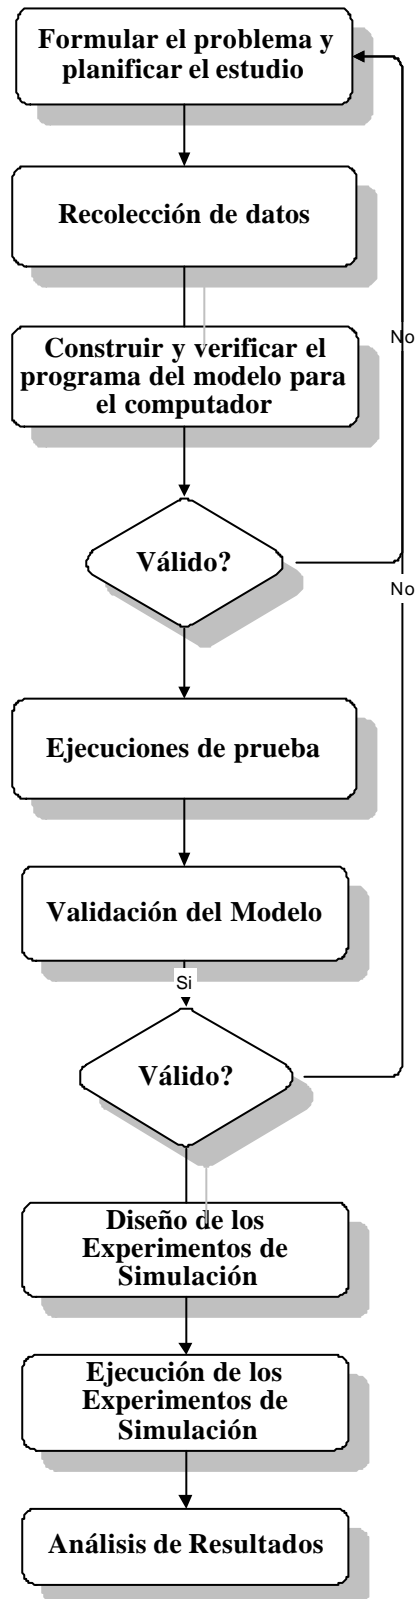 Formular el problema y
planificar el estudio
Recolección de datos
No
Construir y verificar el
programa del modelo para
el computador
Válido?
No
Ejecuciones de prueba
Validación del Modelo
Si
Válido?
Diseño de los
Experimentos de
Simulación
Ejecución de los
Experimentos de
Simulación
Análisis de Resultados